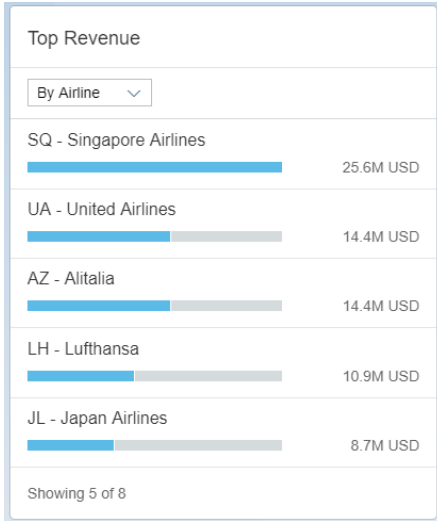 Top Revenue
By Airline
SQ - Singapore Airlines
25.6M USD
UA - United Airlines
14.4M USD
AZ - Alitalia
14.4M USD
LH - Lufthansa
10.9M USD
JL - Japan Airlines
8.7M USD
Showing 5 of 8